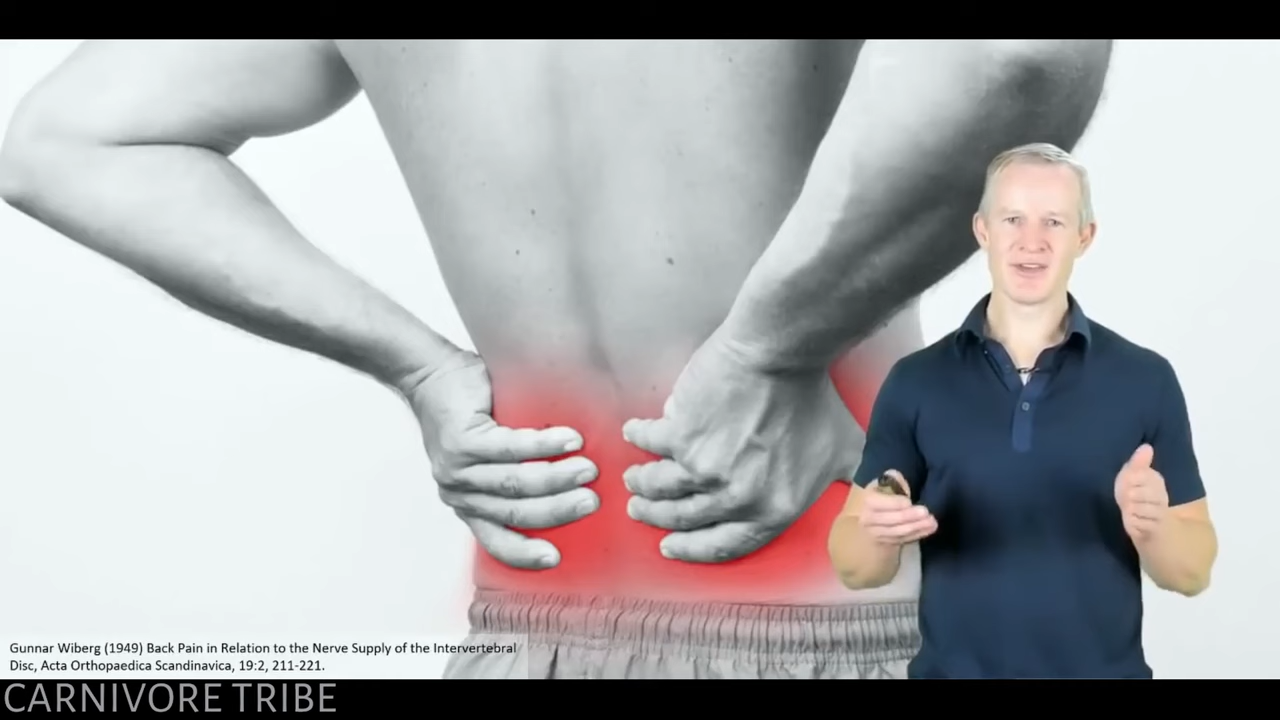 Gunnar Wiberg (1949) Back Pain in Relation to the Nerve Supply of the Intervertebral
Disc, Acta Orthopaedica Scandinavica, 19:2, 211-221.
CARNIVORE TRIBE